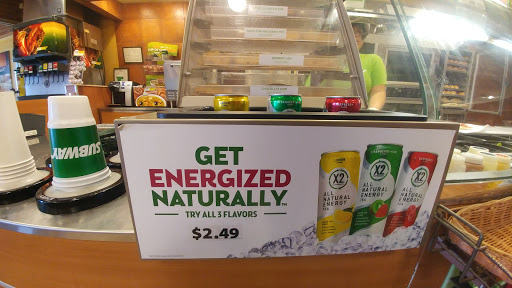 GET
ENERGIZED
NATURALLY™
TRY ALL 3 FLAVORS
$2.49
SUBWAY
X2
ALL
NATURAL
ENERGY
X2
ALL
NATURAL
ENERGY
X2
ALL
NATURAL
ENERGY